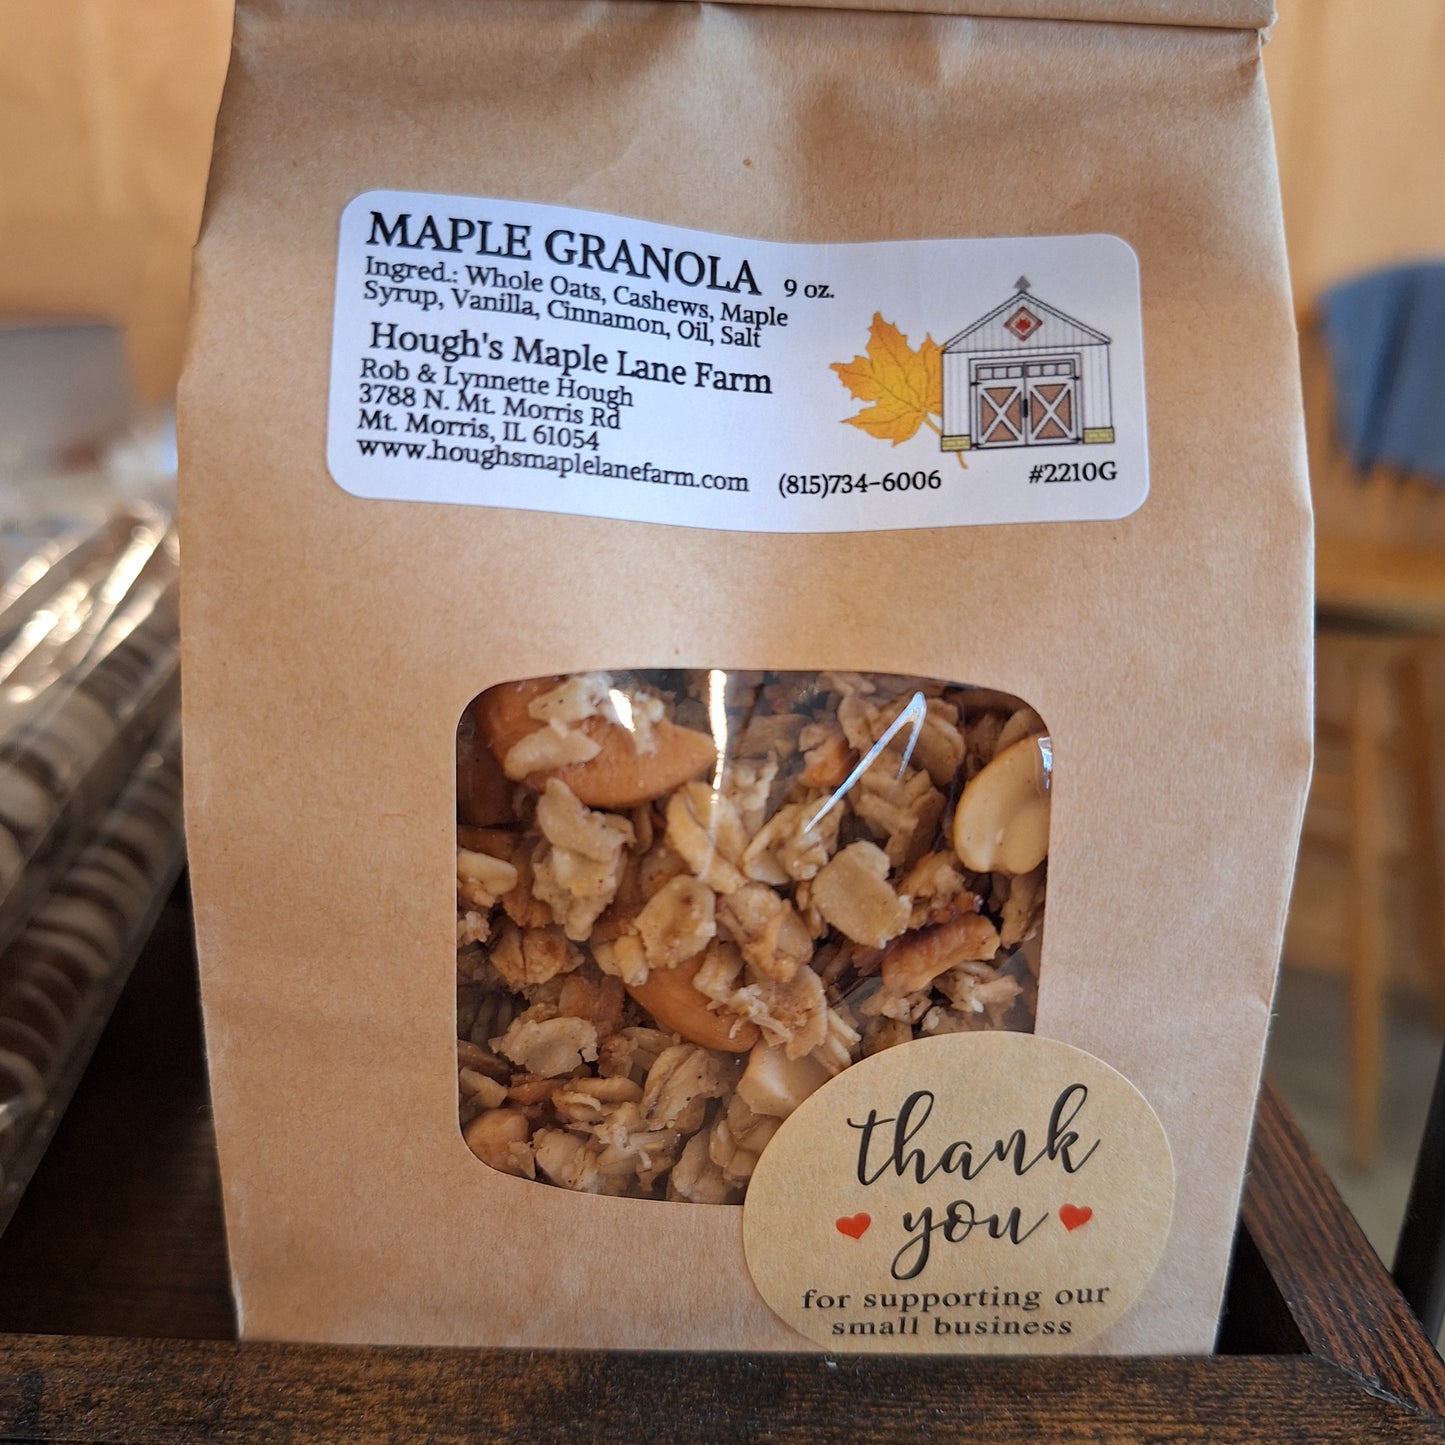 MAPLE GRANOLA 9 oz.
Ingred.: Whole Oats, Cashews, Maple
Syrup, Vanilla, Cinnamon, Oil, Salt
Hough's Maple Lane Farm
Rob & Lynnette Hough
3788 N. Mt. Morris Rd
Mt. Morris, IL 61054
www.houghsmaplelanefarm.com (815)734-6006 #2210G
thank
you
for supporting our
small business